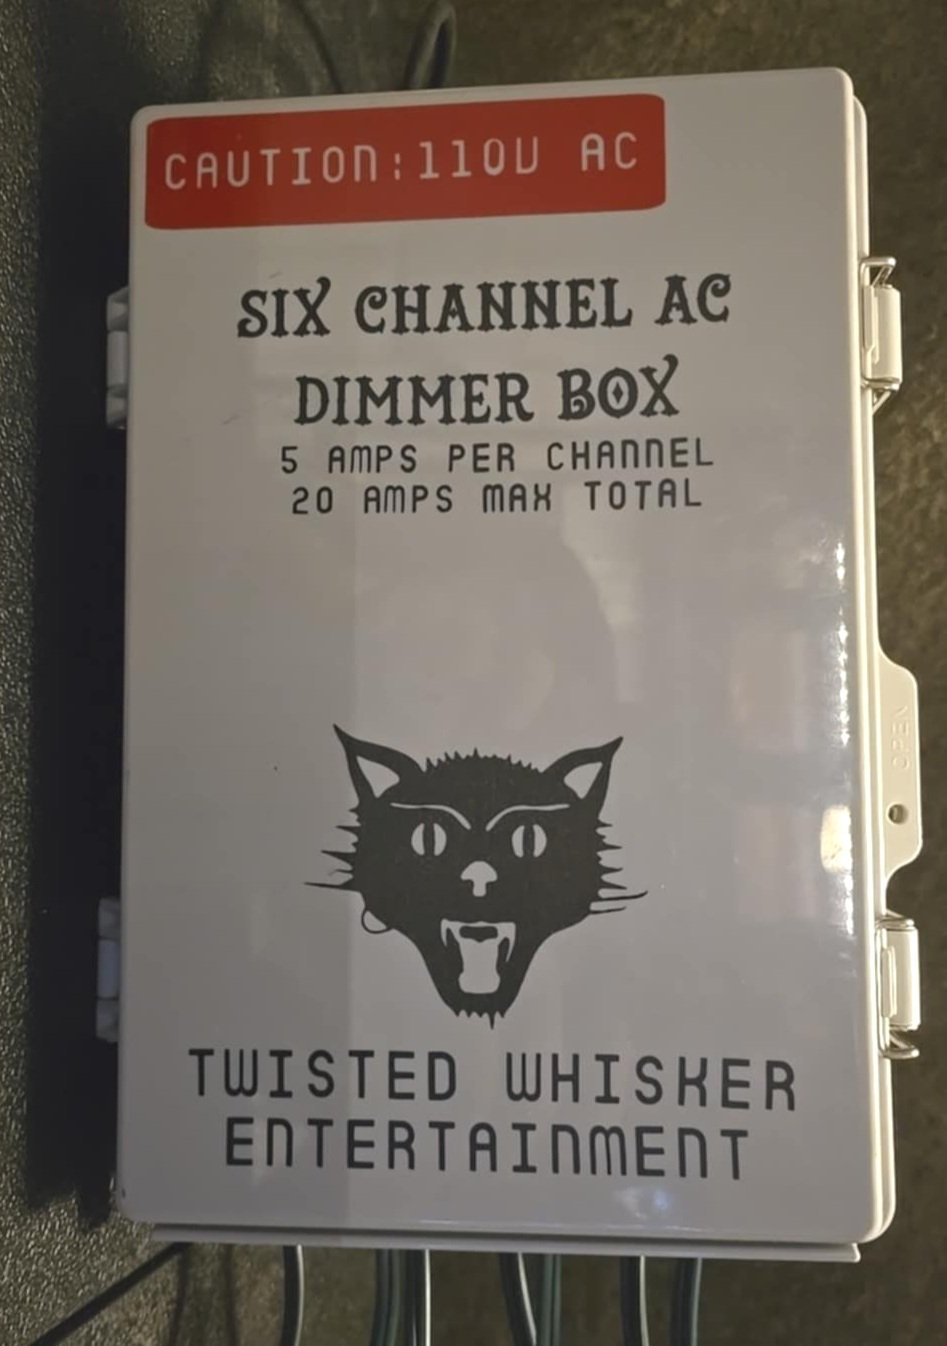 CAUTION:110V AC
SIX CHANNEL AC
DIMMER BOX
5 AMPS PER CHANNEL
20 AMPS MAX TOTAL
OPEN
TWISTED WHISKER
ENTERTAINMENT